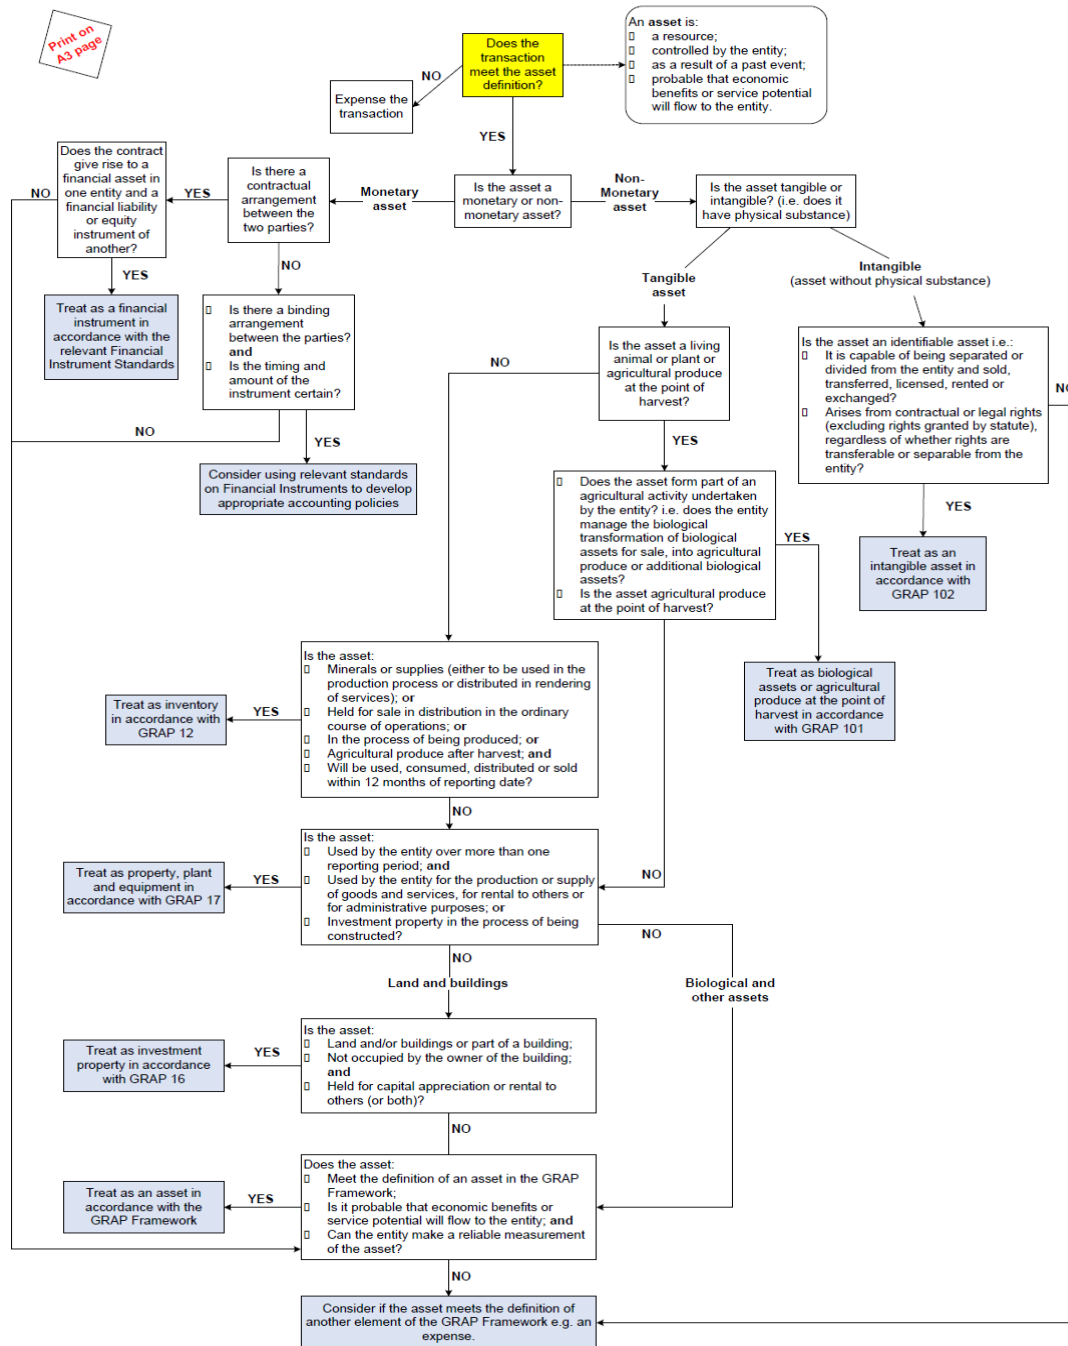 Print on
A3 page
Does the
transaction
meet the asset
definition?
An asset is:
a resource;
controlled by the entity;
as a result of a past event;
probable that economic
benefits or service potential
will flow to the entity.
NO
Expense the
transaction
YES
Does the contract
give rise to a
financial asset in
one entity and a
financial liability
or equity
instrument of
another?
NO
YES
Is there a
contractual
arrangement
between the
two parties?
Monetary
asset
Is the asset a
monetary or non-
monetary asset?
Non-
Monetary
asset
Is the asset tangible or
intangible? (i.e. does it
have physical substance)
YES
NO
Tangible
asset
Intangible
(asset without physical substance)
Treat as a financial
instrument in
accordance with the
relevant Financial
Instrument Standards
Is there a binding
arrangement
between the parties?
and
Is the timing and
amount of the
instrument certain?
NO
Is the asset a living
animal or plant or
agricultural produce
at the point of
harvest?
Is the asset an identifiable asset i.e.:
It is capable of being separated or
divided from the entity and sold,
transferred, licensed, rented or
exchanged?
Arises from contractual or legal rights
(excluding rights granted by statute),
regardless of whether rights are
transferable or separable from the
entity?
NO
NO
YES
YES
Consider using relevant standards
on Financial Instruments to develop
appropriate accounting policies
Does the asset form part of an
agricultural activity undertaken
by the entity? i.e. does the entity
manage the biological
transformation of biological
assets for sale, into agricultural
produce or additional biological
assets?
Is the asset agricultural produce
at the point of harvest?
YES
YES
Treat as an
intangible asset in
accordance with
GRAP 102
Treat as inventory
in accordance with
GRAP 12
YES
Is the asset:
Minerals or supplies (either to be used in the
production process or distributed in rendering
of services); or
Held for sale in distribution in the ordinary
course of operations; or
In the process of being produced; or
Agricultural produce after harvest; and
Will be used, consumed, distributed or sold
within 12 months of reporting date?
Treat as biological
assets or agricultural
produce at the point of
harvest in accordance
with GRAP 101
NO
Treat as property, plant
and equipment in
accordance with GRAP 17
YES
Is the asset:
Used by the entity over more than one
reporting period; and
Used by the entity for the production or supply
of goods and services, for rental to others or
for administrative purposes; or
Investment property in the process of being
constructed?
NO
NO
NO
Land and buildings
Biological and
other assets
Treat as investment
property in accordance
with GRAP 16
YES
Is the asset:
Land and/or buildings or part of a building;
Not occupied by the owner of the building;
and
Held for capital appreciation or rental to
others (or both)?
NO
Treat as an asset in
accordance with the
GRAP Framework
YES
Does the asset:
Meet the definition of an asset in the GRAP
Framework;
Is it probable that economic benefits or
service potential will flow to the entity; and
Can the entity make a reliable measurement
of the asset?
NO
Consider if the asset meets the definition of
another element of the GRAP Framework e.g. an
expense.